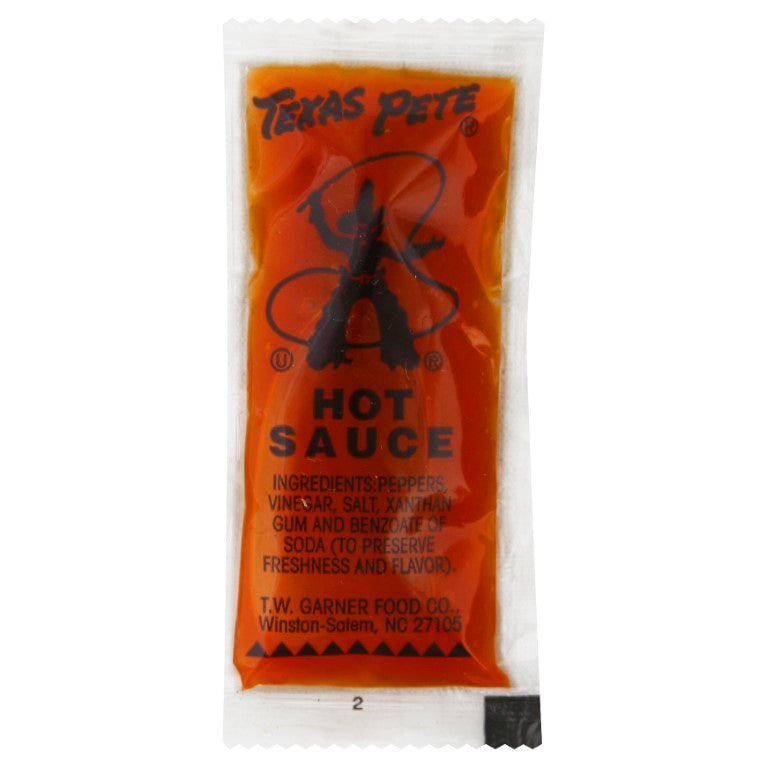 TEXAS PETE
®
Ⓤ ®
HOT
SAUCE
INGREDIENTS:PEPPERS,
VINEGAR, SALT, XANTHAN
GUM AND BENZOATE OF
SODA (TO PRESERVE
FRESHNESS AND FLAVOR).
T.W. GARNER FOOD CO.,
Winston-Salem, NC 27105
2